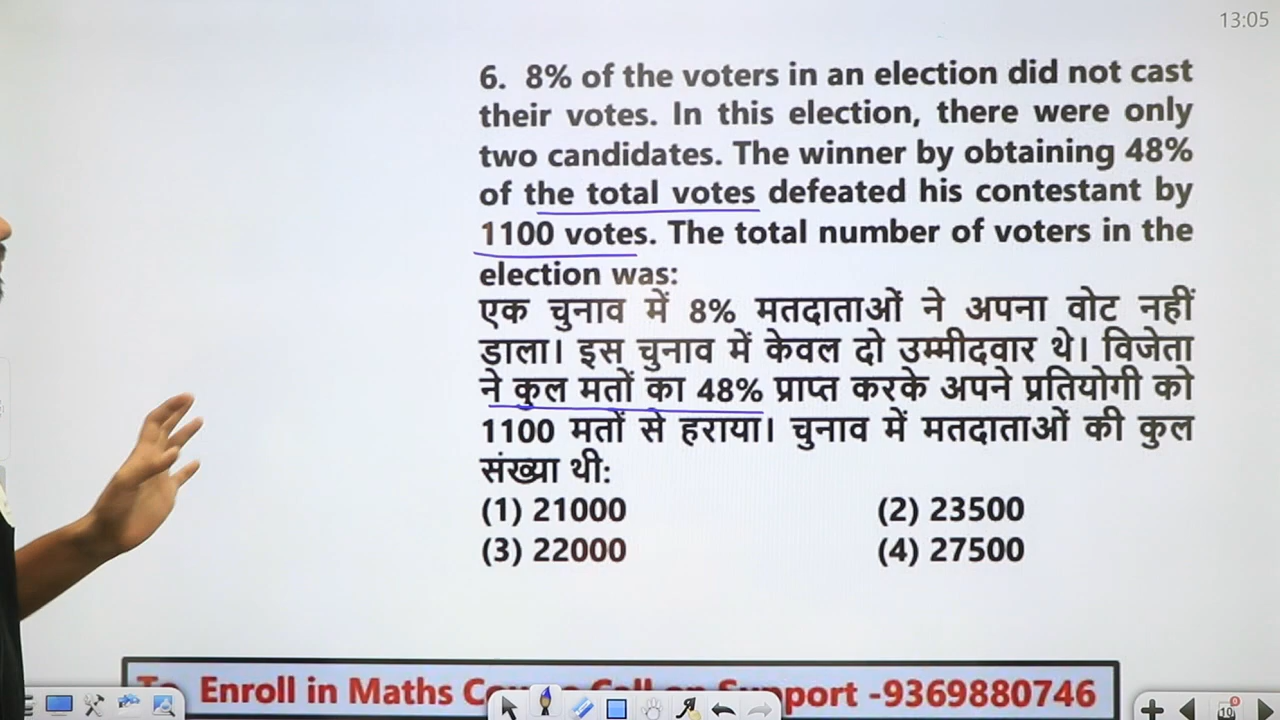 13:05
6. 8% of the voters in an election did not cast
their votes. In this election, there were only
two candidates. The winner by obtaining 48%
of the total votes defeated his contestant by
1100 votes. The total number of voters in the
election was:
एक चुनाव में 8% मतदाताओं ने अपना वोट नहीं
डाला। इस चुनाव में केवल दो उम्मीदवार थे। विजेता
ने कुल मतों का 48% प्राप्त करके अपने प्रतियोगी को
1100 मतों से हराया। चुनाव में मतदाताओं की कुल
संख्या थी:
(1) 21000 (2) 23500
(3) 22000 (4) 27500
Enroll in Maths Support -9369880746